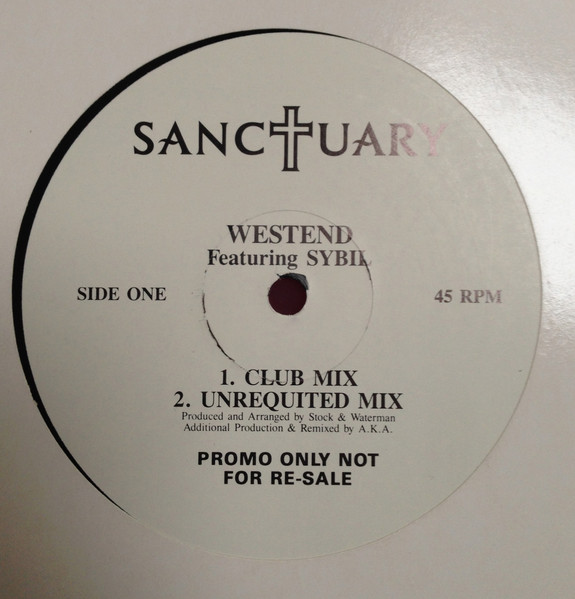 SANCTUARY
WESTEND
Featuring SYBIL
SIDE ONE
45 RPM
1. CLUB MIX
2. UNREQUITED MIX
Produced and Arranged by Stock & Waterman
Additional Production & Remixed by A.K.A.
PROMO ONLY NOT
FOR RE-SALE